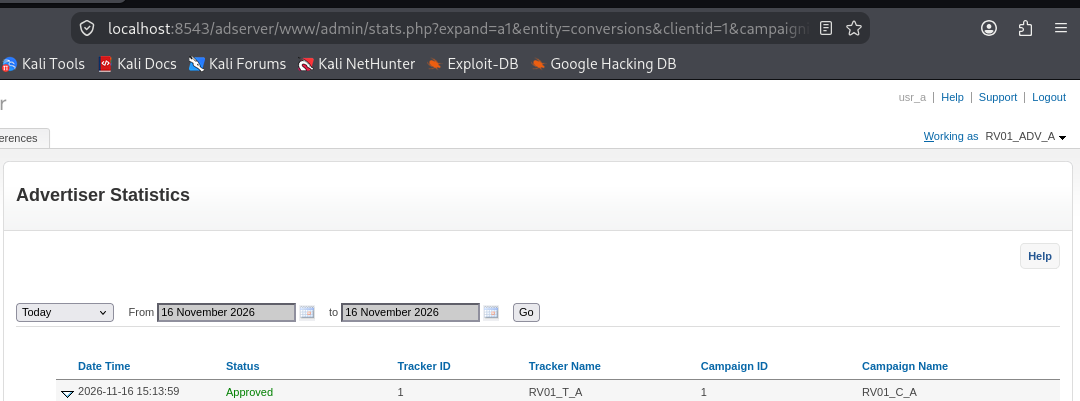 localhost:8543/adserver/www/admin/stats.php?expand=a1&entity=conversions&clientid=1&campaign
Kali Tools Kali Docs Kali Forums Kali NetHunter Exploit-DB Google Hacking DB
r usr_a | Help | Support | Logout
erences Working as RV01_ADV_A
Advertiser Statistics
Help
Today From 16 November 2026 to 16 November 2026 Go
Date Time Status Tracker ID Tracker Name Campaign ID Campaign Name
2026-11-16 15:13:59 Approved 1 RV01_T_A 1 RV01_C_A